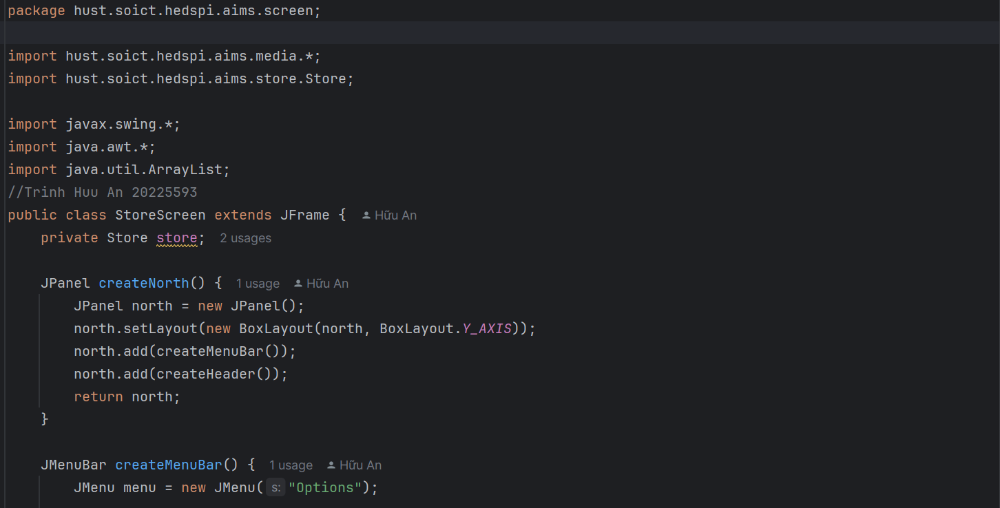 package hust.soict.hedspi.aims.screen;
import hust.soict.hedspi.aims.media.*;
import hust.soict.hedspi.aims.store.Store;
import javax.swing.*;
import java.awt.*;
import java.util.ArrayList;
//Trinh Huu An 20225593
public class StoreScreen extends JFrame { Hữu An
    private Store store; 2 usages
    JPanel createNorth() { 1 usage Hữu An
        JPanel north = new JPanel();
        north.setLayout(new BoxLayout(north, BoxLayout.Y_AXIS));
        north.add(createMenuBar());
        north.add(createHeader());
        return north;
    }
    JMenuBar createMenuBar() { 1 usage Hữu An
        JMenu menu = new JMenu( s: "Options");